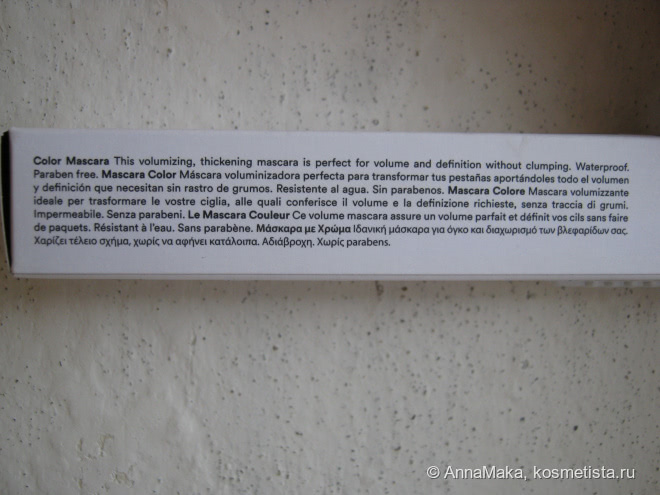 Color Mascara This volumizing, thickening mascara is perfect for volume and definition without clumping. Waterproof.
Paraben free. Mascara Color Máscara voluminizadora perfecta para transformar tus pestañas aportándoles todo el volumen
y definición que necesitan sin rastro de grumos. Resistente al agua. Sin parabenos. Mascara Colore Mascara volumizzante
ideale per trasformare le vostre ciglia, alle quali conferisce il volume e la definizione richieste, senza traccia di grumi.
Impermeabile. Senza parabeni. Le Mascara Couleur Ce volume mascara assure un volume parfait et définit vos cils sans faire
de paquets. Résistant à l'eau. Sans parabène. Μάσκαρα με Χρώμα Ιδανική μάσκαρα για όγκο και διαχωρισμό των βλεφαρίδων σας.
Χαρίζει τέλειο σχήμα, χωρίς να αφήνει κατάλοιπα. Αδιάβροχη. Χωρίς parabens.
© AnnaMaka, kosmetista.ru